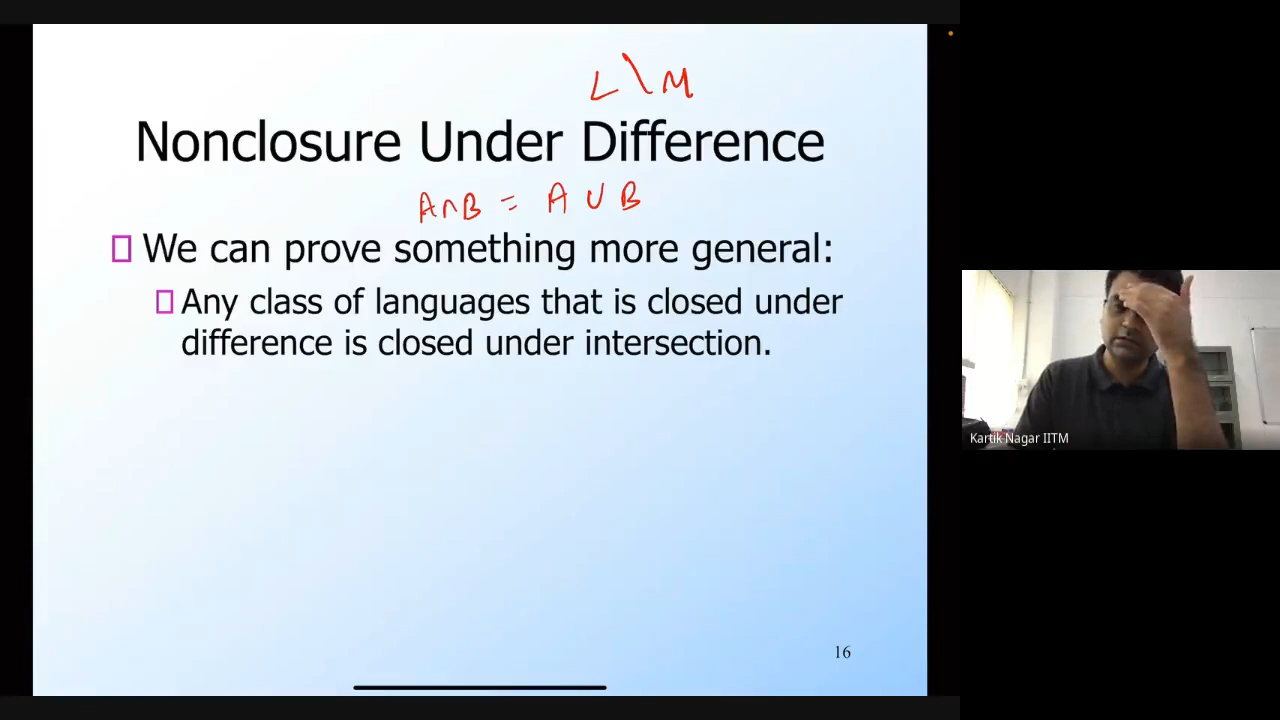 L \ M
Nonclosure Under Difference
A ∩ B = A ∪ B
We can prove something more general:
Any class of languages that is closed under
difference is closed under intersection.
Kartik Nagar IITM
16